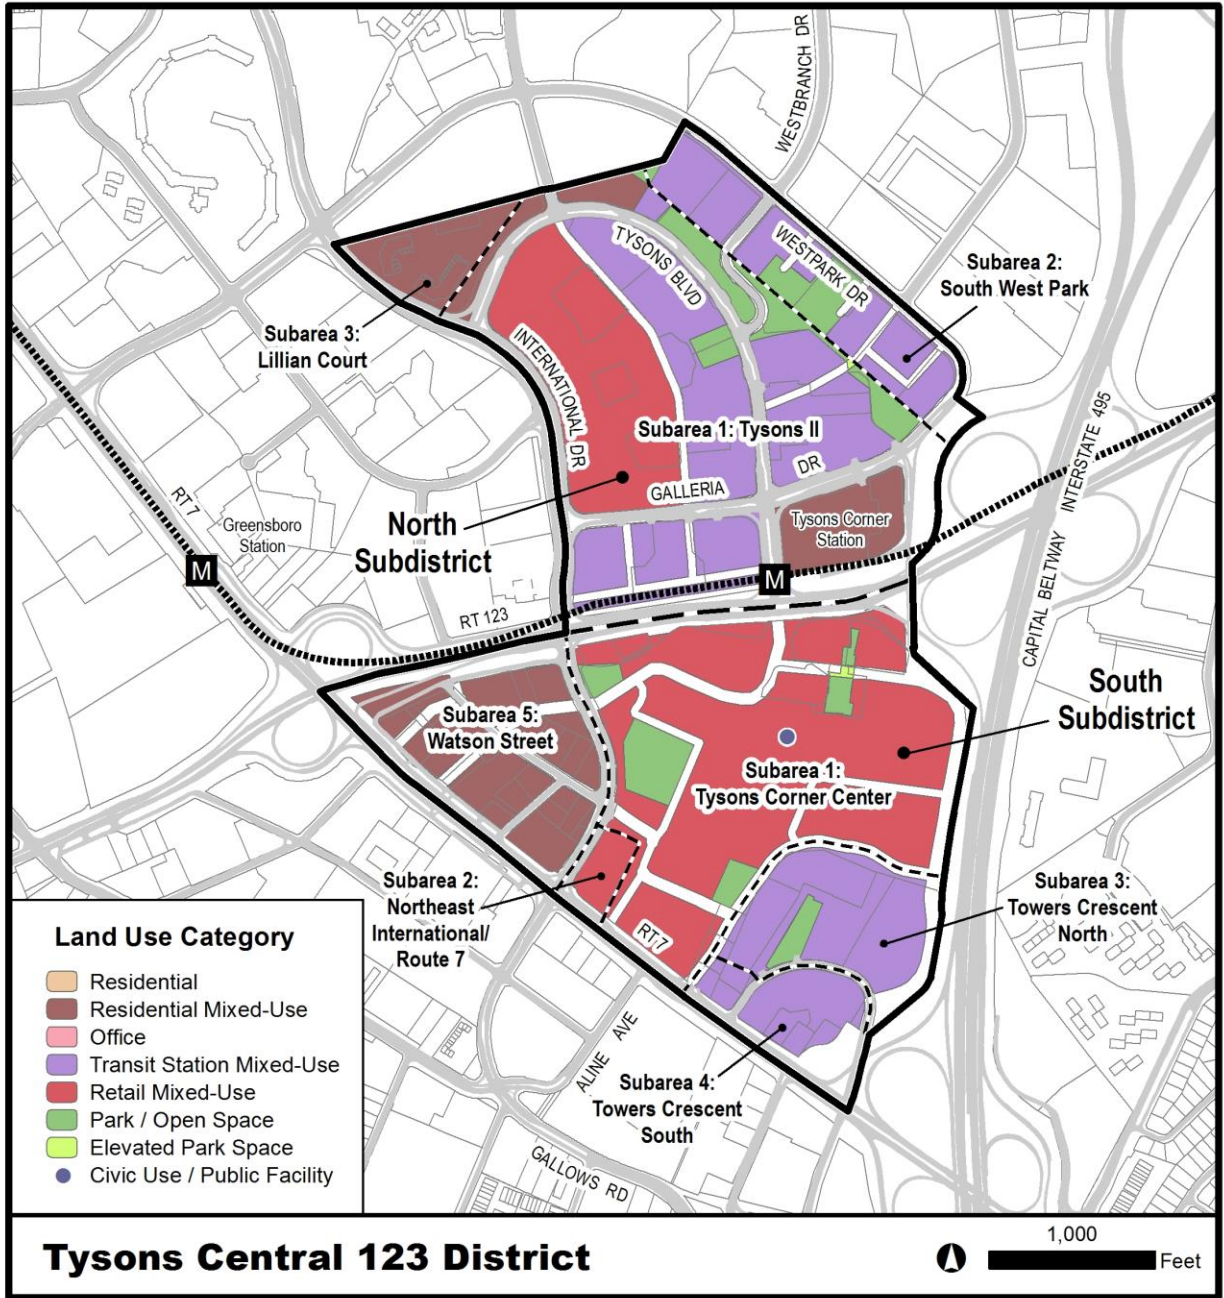 WESTBRANCH DR
WESTPARK DR
TYSONS BLVD
Subarea 2:
South West Park
Subarea 3:
Lillian Court
INTERNATIONAL DR
Subarea 1: Tysons II
GALLERIA
DR
CAPITAL BELTWAY INTERSTATE 495
RT 7
Greensboro
Station
M
North
Subdistrict
Tysons Corner
Station
M
RT 123
South
Subdistrict
Subarea 5:
Watson Street
Subarea 1:
Tysons Corner Center
Subarea 2:
Northeast
International/
Route 7
RT 7
Subarea 3:
Towers Crescent
North
ALINE AVE
Subarea 4:
Towers Crescent
South
GALLOWS RD
Land Use Category
Residential
Residential Mixed-Use
Office
Transit Station Mixed-Use
Retail Mixed-Use
Park / Open Space
Elevated Park Space
Civic Use / Public Facility
Tysons Central 123 District
1,000
Feet